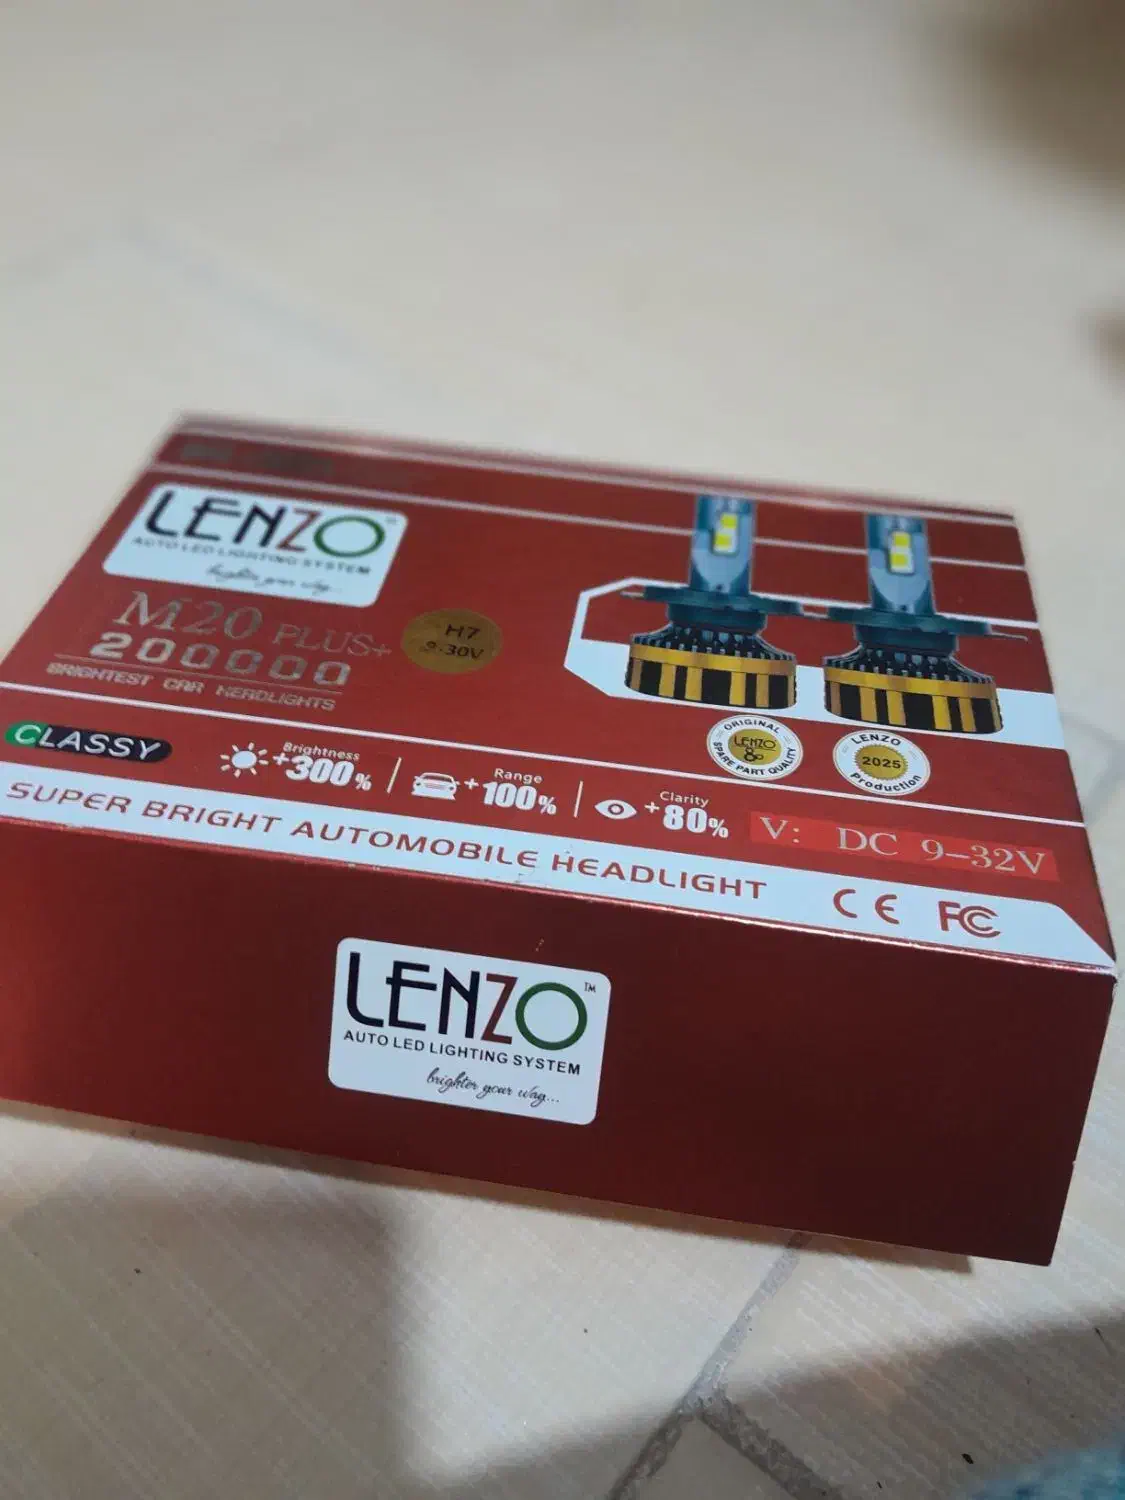 LENZO
AUTO LED LIGHTING SYSTEM
brighter your way...
M20 PLUS+
200000
BRIGHTEST CAR HERDLIGHTS
H7
9-30V
ORIGINAL
LENZO
SPARE PART QUALITY
LENZO
2025
Production
CLASSY
Brightness
+300%
Range
+100%
Clarity
+80%
V: DC 9-32V
SUPER BRIGHT AUTOMOBILE HEADLIGHT
CE FC
LENZO TM
AUTO LED LIGHTING SYSTEM
brighter your way...